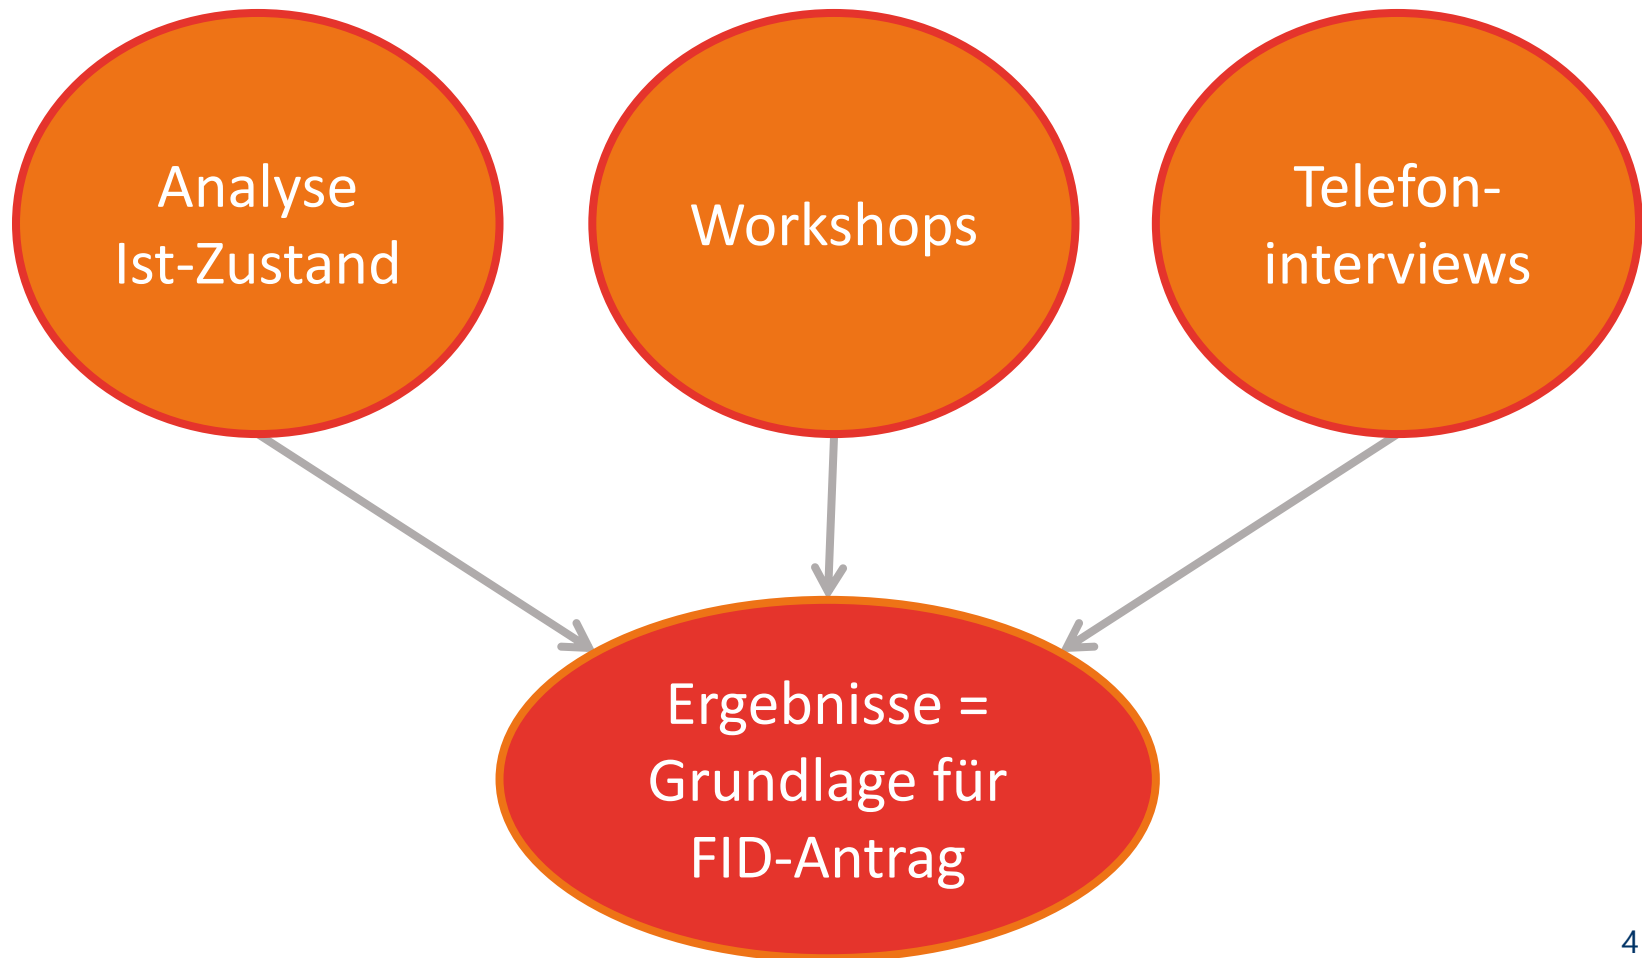 Analyse
Ist-Zustand
Workshops
Telefon-
interviews
Ergebnisse =
Grundlage für
FID-Antrag
4